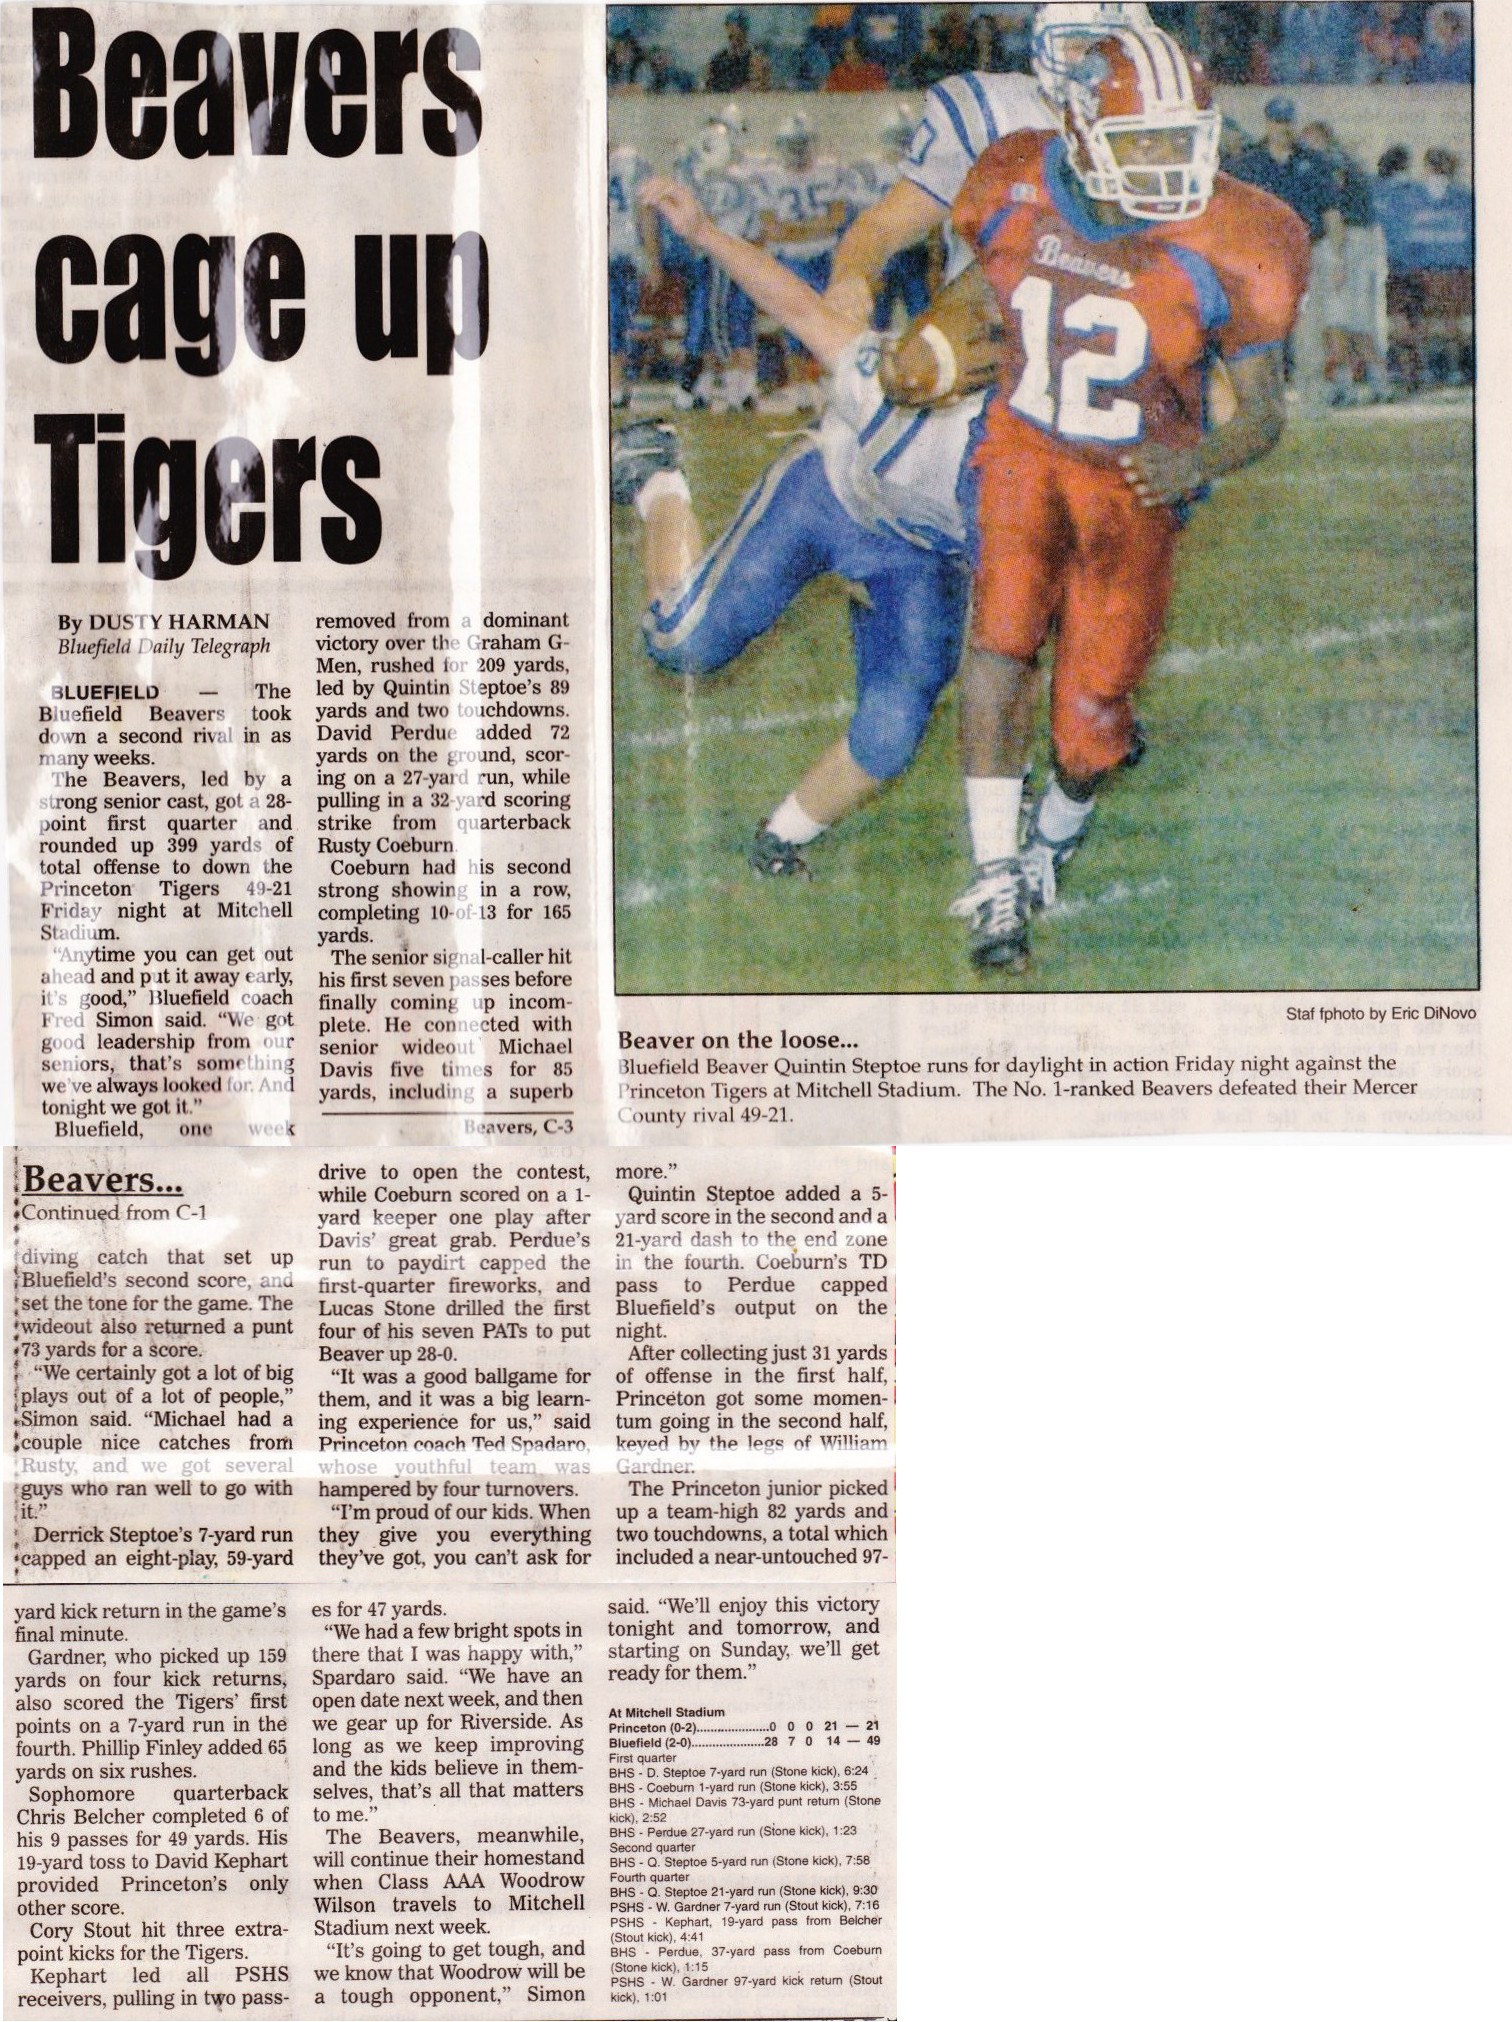 Beavers
cage up
Tigers
By DUSTY HARMAN
Bluefield Daily Telegraph
BLUEFIELD — The
Bluefield Beavers took
down a second rival in as
many weeks.
The Beavers, led by a
strong senior cast, got a 28-
point first quarter and
rounded up 399 yards of
total offense to down the
Princeton Tigers 49-21
Friday night at Mitchell
Stadium.
"Anytime you can get out
ahead and put it away early,
it's good," Bluefield coach
Fred Simon said. "We got
good leadership from our
seniors, that's something
we've always looked for. And
tonight we got it."
Bluefield, one week
removed from a dominant
victory over the Graham G-
Men, rushed for 209 yards,
led by Quintin Steptoe's 89
yards and two touchdowns.
David Perdue added 72
yards on the ground, scor-
ing on a 27-yard run, while
pulling in a 32-yard scoring
strike from quarterback
Rusty Coeburn.
Coeburn had his second
strong showing in a row,
completing 10-of-13 for 165
yards.
The senior signal-caller hit
his first seven passes before
finally coming up incom-
plete. He connected with
senior wideout Michael
Davis five times for 85
yards, including a superb
Beavers, C-3
Beavers
12
35
Staf fphoto by Eric DiNovo
Beaver on the loose...
Bluefield Beaver Quintin Steptoe runs for daylight in action Friday night against the
Princeton Tigers at Mitchell Stadium. The No. 1-ranked Beavers defeated their Mercer
County rival 49-21.
Beavers...
Continued from C-1
diving catch that set up
Bluefield's second score, and
set the tone for the game. The
wideout also returned a punt
73 yards for a score.
"We certainly got a lot of big
plays out of a lot of people,"
Simon said. "Michael had a
couple nice catches from
Rusty, and we got several
guys who ran well to go with
it."
Derrick Steptoe's 7-yard run
capped an eight-play, 59-yard
drive to open the contest,
while Coeburn scored on a 1-
yard keeper one play after
Davis' great grab. Perdue's
run to paydirt capped the
first-quarter fireworks, and
Lucas Stone drilled the first
four of his seven PATs to put
Beaver up 28-0.
"It was a good ballgame for
them, and it was a big learn-
ing experience for us," said
Princeton coach Ted Spadaro,
whose youthful team was
hampered by four turnovers.
"I'm proud of our kids. When
they give you everything
they've got, you can't ask for
more."
Quintin Steptoe added a 5-
yard score in the second and a
21-yard dash to the end zone
in the fourth. Coeburn's TD
pass to Perdue capped
Bluefield's output on the
night.
After collecting just 31 yards
of offense in the first half,
Princeton got some momen-
tum going in the second half,
keyed by the legs of William
Gardner.
The Princeton junior picked
up a team-high 82 yards and
two touchdowns, a total which
included a near-untouched 97-
yard kick return in the game's
final minute.
Gardner, who picked up 159
yards on four kick returns,
also scored the Tigers' first
points on a 7-yard run in the
fourth. Phillip Finley added 65
yards on six rushes.
Sophomore quarterback
Chris Belcher completed 6 of
his 9 passes for 49 yards. His
19-yard toss to David Kephart
provided Princeton's only
other score.
Cory Stout hit three extra-
point kicks for the Tigers.
Kephart led all PSHS
receivers, pulling in two pass-
es for 47 yards.
"We had a few bright spots in
there that I was happy with,"
Spardaro said. "We have an
open date next week, and then
we gear up for Riverside. As
long as we keep improving
and the kids believe in them-
selves, that's all that matters
to me."
The Beavers, meanwhile,
will continue their homestand
when Class AAA Woodrow
Wilson travels to Mitchell
Stadium next week.
"It's going to get tough, and
we know that Woodrow will be
a tough opponent," Simon
said. "We'll enjoy this victory
tonight and tomorrow, and
starting on Sunday, we'll get
ready for them."
At Mitchell Stadium
Princeton (0-2)......................0 0 0 21 — 21
Bluefield (2-0)......................28 7 0 14 — 49
First quarter
BHS - D. Steptoe 7-yard run (Stone kick), 6:24
BHS - Coeburn 1-yard run (Stone kick), 3:55
BHS - Michael Davis 73-yard punt return (Stone
kick), 2:52
BHS - Perdue 27-yard run (Stone kick), 1:23
Second quarter
BHS - Q. Steptoe 5-yard run (Stone kick), 7:58
Fourth quarter
BHS - Q. Steptoe 21-yard run (Stone kick), 9:30
PSHS - W. Gardner 7-yard run (Stout kick), 7:16
PSHS - Kephart, 19-yard pass from Belcher
(Stout kick), 4:41
BHS - Perdue, 37-yard pass from Coeburn
(Stone kick), 1:15
PSHS - W. Gardner 97-yard kick return (Stout
kick), 1:01